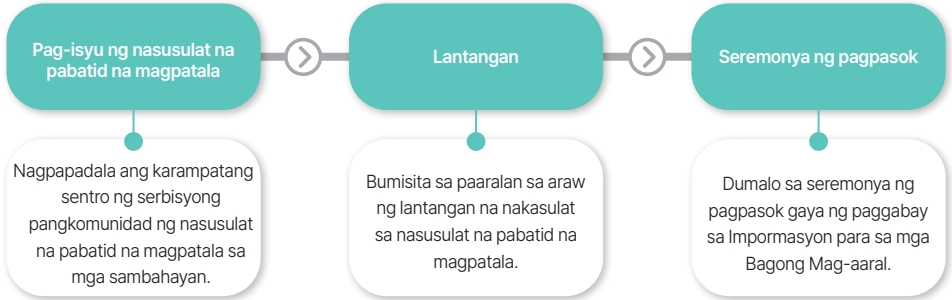 Pag-isyu ng nasusulat na
pabatid na magpatala
Lantangan
Seremonya ng pagpasok
Nagpapadala ang karampatang
sentro ng serbisyong
pangkomunidad ng nasusulat
na pabatid na magpatala sa
mga sambahayan.
Bumisita sa paaralan sa araw
ng lantangan na nakasulat
sa nasusulat na pabatid na
magpatala.
Dumalo sa seremonya ng
pagpasok gaya ng paggabay
sa Impormasyon para sa mga
Bagong Mag-aaral.